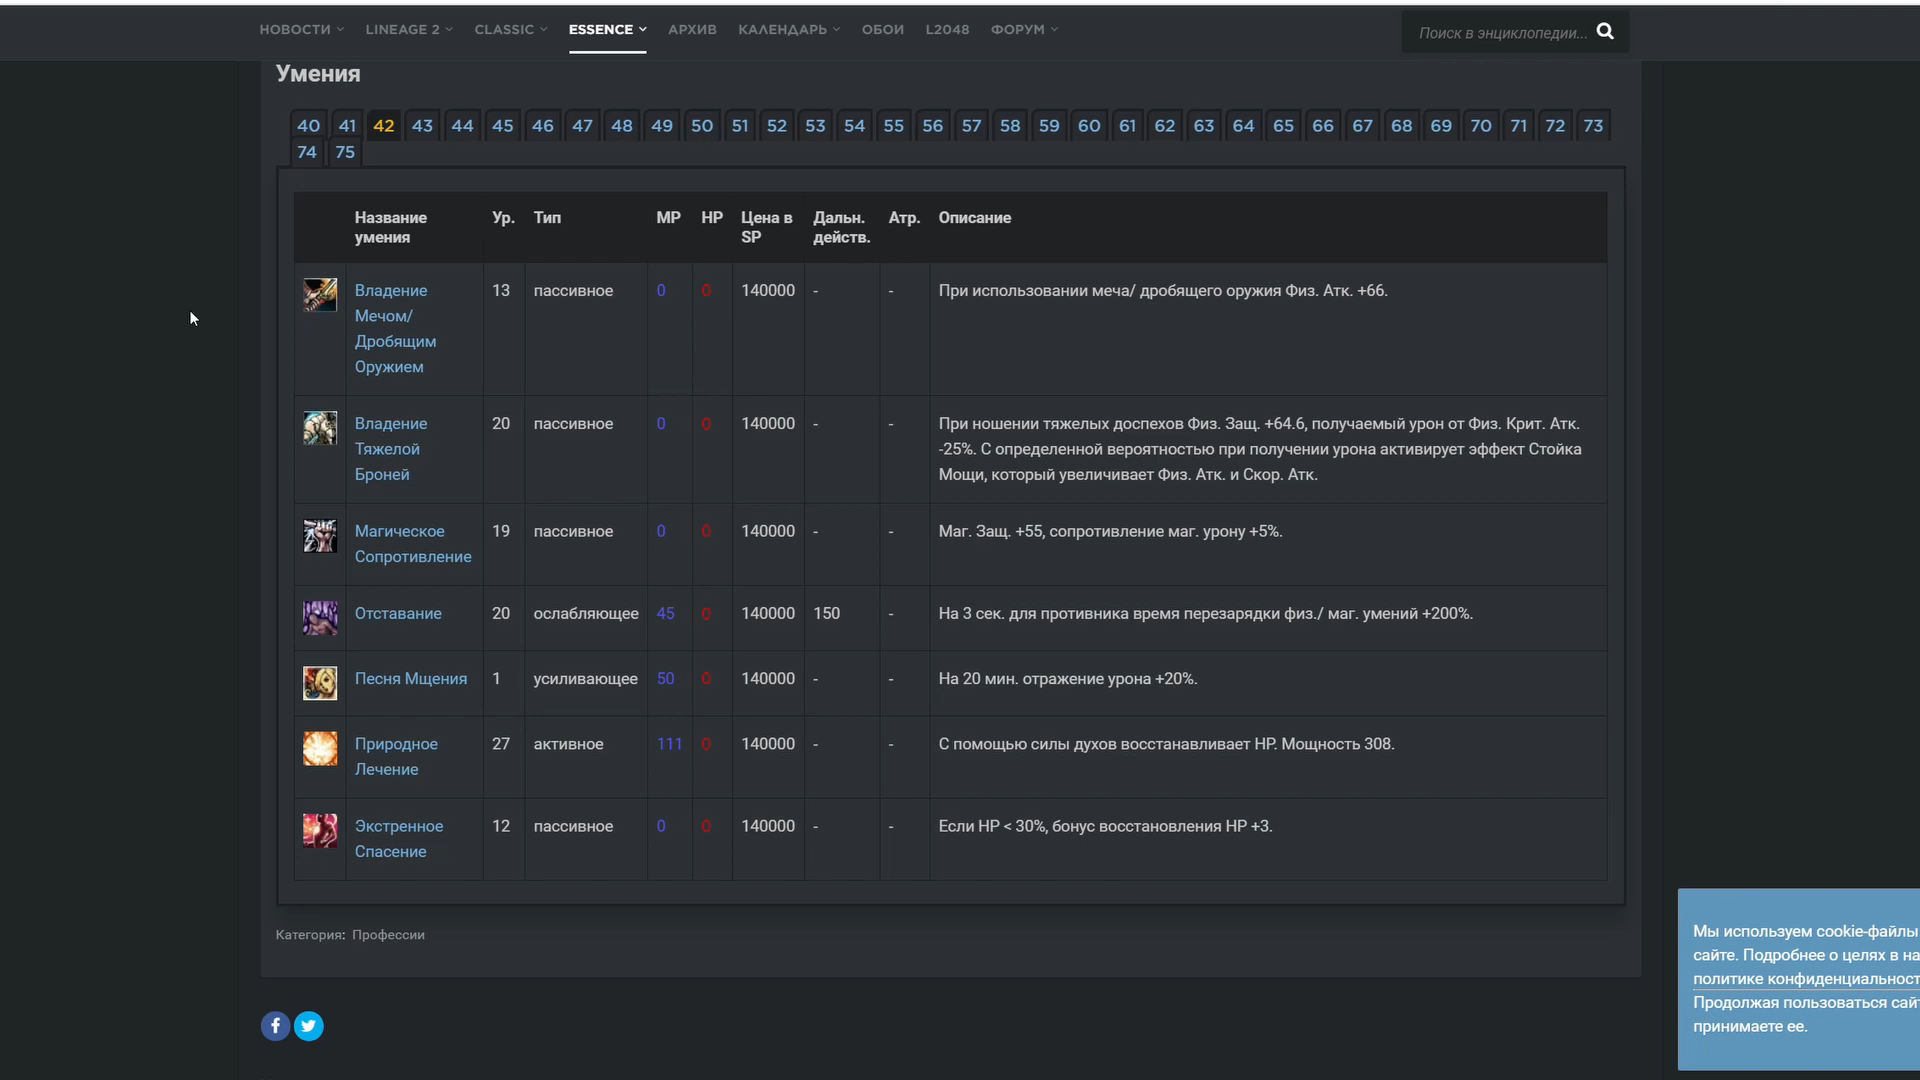 НОВОСТИ LINEAGE 2 CLASSIC ESSENCE АРХИВ КАЛЕНДАРЬ ОБОИ L2048 ФОРУМ Поиск в энциклопедии...
Умения
40 41 42 43 44 45 46 47 48 49 50 51 52 53 54 55 56 57 58 59 60 61 62 63 64 65 66 67 68 69 70 71 72 73
74 75
Название умения Ур. Тип MP HP Цена в SP Дальн. действ. Атр. Описание
Владение Мечом/ Дробящим Оружием 13 пассивное 0 0 140000 - - При использовании меча/ дробящего оружия Физ. Атк. +66.
Владение Тяжелой Броней 20 пассивное 0 0 140000 - - При ношении тяжелых доспехов Физ. Защ. +64.6, получаемый урон от Физ. Крит. Атк.
-25%. С определенной вероятностью при получении урона активирует эффект Стойка
Мощи, который увеличивает Физ. Атк. и Скор. Атк.
Магическое Сопротивление 19 пассивное 0 0 140000 - - Маг. Защ. +55, сопротивление маг. урону +5%.
Отставание 20 ослабляющее 45 0 140000 150 - На 3 сек. для противника время перезарядки физ./ маг. умений +200%.
Песня Мщения 1 усиливающее 50 0 140000 - - На 20 мин. отражение урона +20%.
Природное Лечение 27 активное 111 0 140000 - - С помощью силы духов восстанавливает HP. Мощность 308.
Экстренное Спасение 12 пассивное 0 0 140000 - - Если HP < 30%, бонус восстановления HP +3.
Категория: Профессии
Мы используем cookie-файлы
сайте. Подробнее о целях в на
политике конфиденциальност
Продолжая пользоваться сайт
принимаете ее.